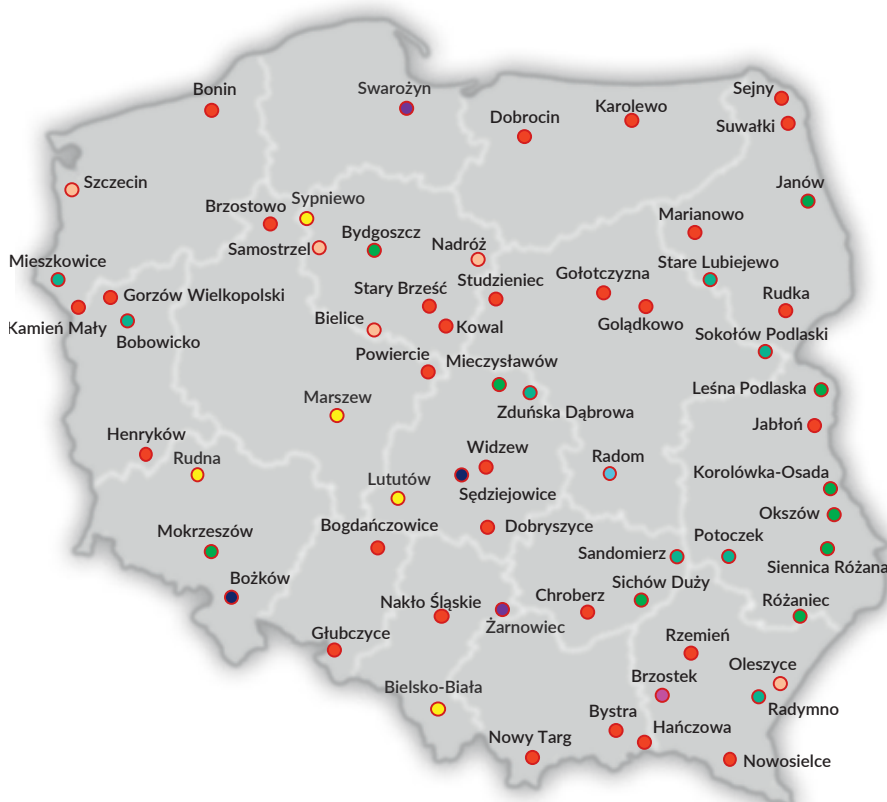 Bonin
Swarożyn
Sejny
Dobrocin
Karolewo
Suwałki
Szczecin
Janów
Brzostowo
Sypniewo
Marianowo
Samostrzel
Bydgoszcz
Nadróż
Mieszkowice
Stare Lubiejewo
Gołotczyzna
Studzieniec
Stary Brześć
Gorzów Wielkopolski
Rudka
Kamień Mały
Bielice
Kowal
Golądkowo
Bobowicko
Sokołów Podlaski
Powiercie
Mieczysławów
Leśna Podlaska
Marszew
Zduńska Dąbrowa
Jabłoń
Henryków
Widzew
Radom
Rudna
Korolówka-Osada
Lututów
Sędziejowice
Okszów
Mokrzeszów
Bogdańczowice
Dobryszyce
Potoczek
Sandomierz
Siennica Różana
Bożków
Sichów Duży
Chroberz
Nakło Śląskie
Różaniec
Żarnowiec
Głubczyce
Rzemień
Oleszyce
Brzostek
Bielsko-Biała
Radymno
Bystra
Hańczowa
Nowy Targ
Nowosielce